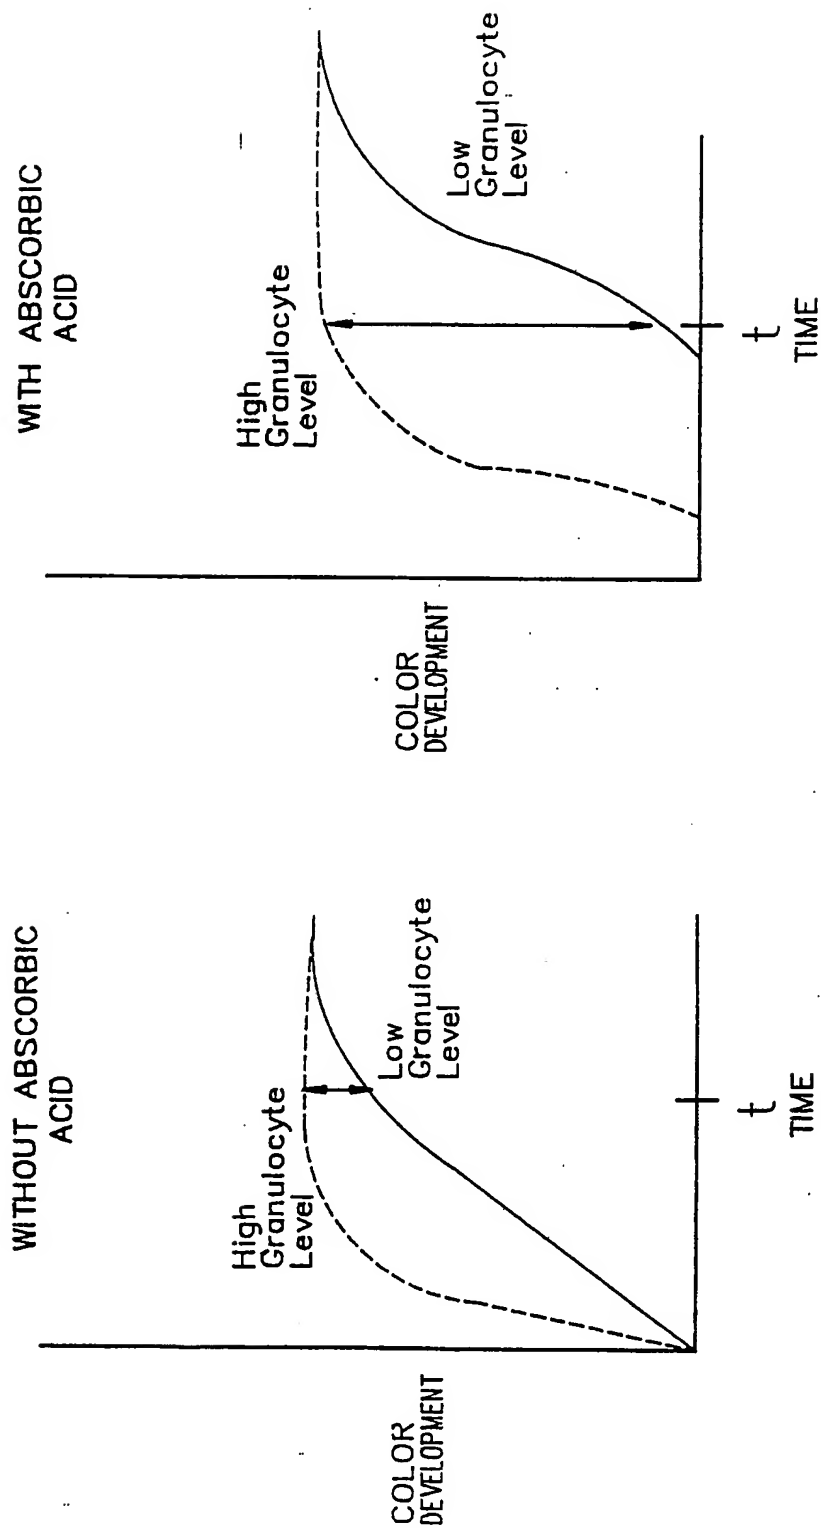 WITHOUT ABSCORBIC
ACID
High
Granulocyte
Level
Low
Granulocyte
Level
COLOR
DEVELOPMENT
t
TIME
WITH ABSCORBIC
ACID
High
Granulocyte
Level
Low
Granulocyte
Level
COLOR
DEVELOPMENT
t
TIME